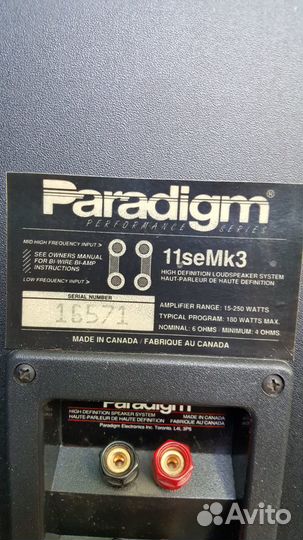 Paradigm®
PERFORMANCE SERIES
MID HIGH FREQUENCY INPUT >
SEE OWNERS MANUAL
FOR BI-WIRE BI-AMP
INSTRUCTIONS
LOW FREQUENCY INPUT >
11seMk3
HIGH DEFINITION LOUDSPEAKER SYSTEM
HAUT-PARLEUR DE HAUTE DEFINITION
SERIAL NUMBER
16571
AMPLIFIER RANGE: 15-250 WATTS
TYPICAL PROGRAM: 180 WATTS MAX.
NOMINAL: 6 OHMS / MINIMUM: 4 OHMS
MADE IN CANADA / FABRIQUE AU CANADA
Paradigm
HIGH DEFINITION SPEAKER SYSTEM
HAUTE-PARLEUR DE HAUTE DEFINITION
MADE IN CANADA
FABRIQUE AU CANADA
Paradigm Electronics Inc. Toronto, L4L 3P5
Avito